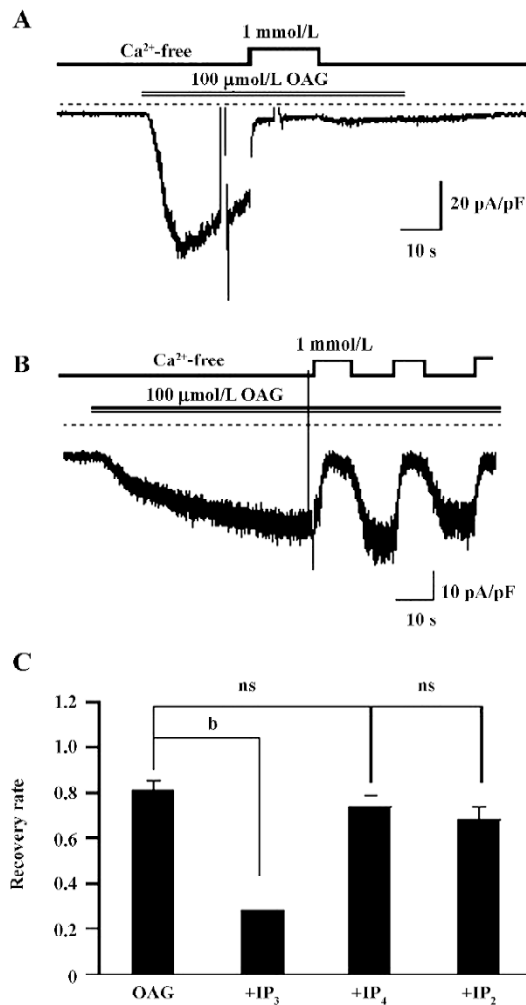 A
1 mmol/L
Ca²⁺-free
100 μmol/L OAG
20 pA/pF
10 s
B
1 mmol/L
Ca²⁺-free
100 μmol/L OAG
10 pA/pF
10 s
C
ns
ns
b
1.2
1.0
0.8
0.6
0.4
0.2
0
Recovery rate
OAG
+IP₃
+IP₄
+IP₂